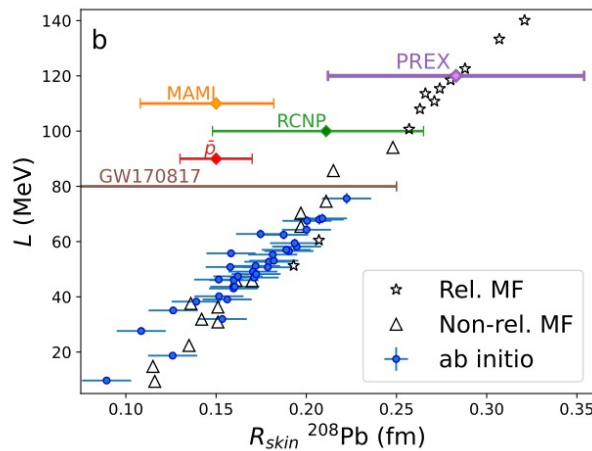 b
140
120
100
80
60
40
20
L (MeV)
PREX
MAMI
RCNP
p̄
GW170817
Rel. MF
Non-rel. MF
ab initio
0.10 0.15 0.20 0.25 0.30 0.35
R_skin ²⁰⁸Pb (fm)